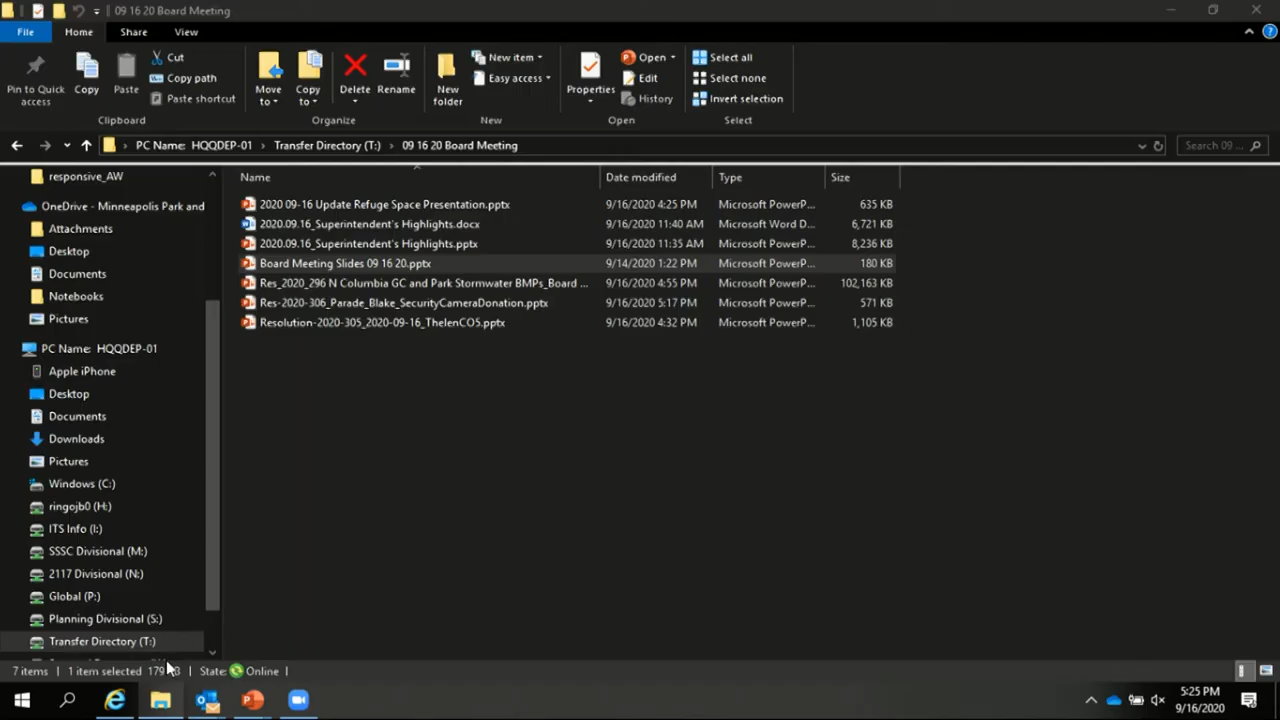 09 16 20 Board Meeting
File Home Share View
Pin to Quick access
Copy
Paste
Cut
Copy path
Paste shortcut
Clipboard
Move to
Copy to
Delete
Rename
Organize
New folder
New item
Easy access
New
Properties
Open
Edit
History
Open
Select all
Select none
Invert selection
Select
PC Name: HQQDEP-01 Transfer Directory (T:) 09 16 20 Board Meeting
Search 09 ...
responsive_AW
OneDrive - Minneapolis Park and
Attachments
Desktop
Documents
Notebooks
Pictures
PC Name: HQQDEP-01
Apple iPhone
Desktop
Documents
Downloads
Pictures
Windows (C:)
ringojb0 (H:)
ITS Info (I:)
SSSC Divisional (M:)
2117 Divisional (N:)
Global (P:)
Planning Divisional (S:)
Transfer Directory (T:)
Name Date modified Type Size
2020 09-16 Update Refuge Space Presentation.pptx 9/16/2020 4:25 PM Microsoft PowerP... 635 KB
2020.09.16_Superintendent's Highlights.docx 9/16/2020 11:40 AM Microsoft Word D... 6,721 KB
2020.09.16_Superintendent's Highlights.pptx 9/16/2020 11:35 AM Microsoft PowerP... 8,236 KB
Board Meeting Slides 09 16 20.pptx 9/14/2020 1:22 PM Microsoft PowerP... 180 KB
Res_2020_296 N Columbia GC and Park Stormwater BMPs_Board ... 9/16/2020 4:55 PM Microsoft PowerP... 102,163 KB
Res-2020-306_Parade_Blake_SecurityCameraDonation.pptx 9/16/2020 5:17 PM Microsoft PowerP... 571 KB
Resolution-2020-305_2020-09-16_ThelenCO5.pptx 9/16/2020 4:32 PM Microsoft PowerP... 1,105 KB
7 items 1 item selected State: Online
5:25 PM
9/16/2020